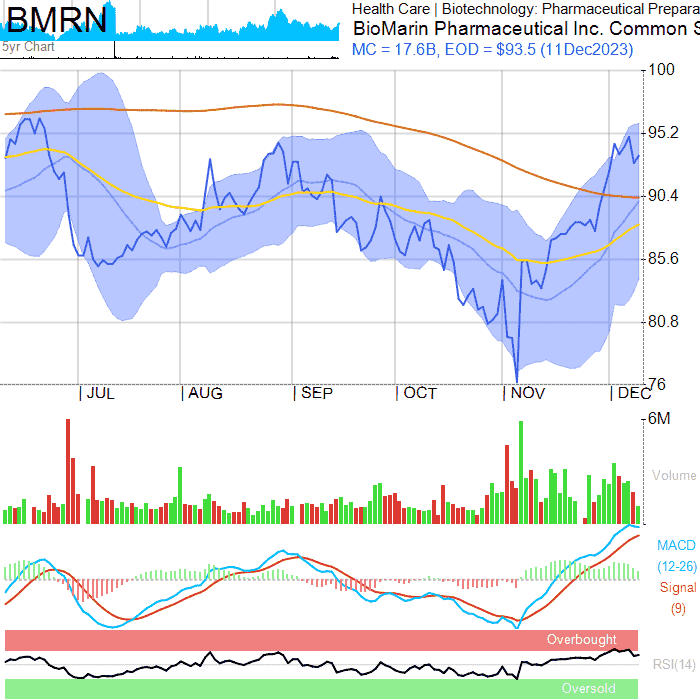 BMRN
5yr Chart
Health Care | Biotechnology: Pharmaceutical Prepara
BioMarin Pharmaceutical Inc. Common S
MC = 17.6B, EOD = $93.5 (11Dec2023)
100
95.2
90.4
85.6
80.8
76
| JUL | AUG | SEP | OCT | NOV | DEC
6M
Volume
MACD
(12-26)
Signal
(9)
Overbought
RSI(14)
Oversold